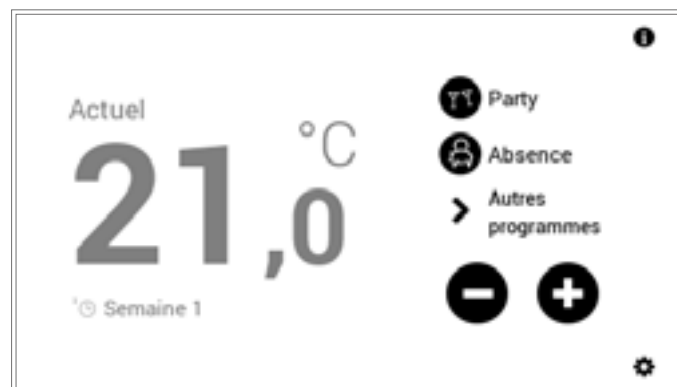 Actuel
21,0 °C
Semaine 1
Party
Absence
Autres
programmes